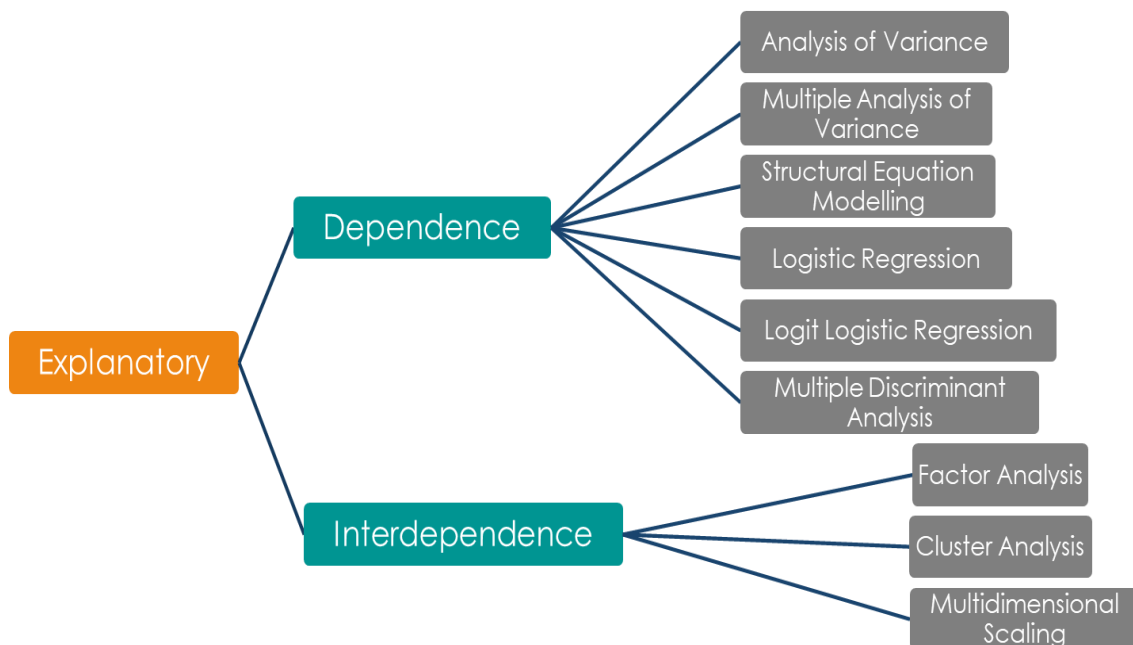 Analysis of Variance
Multiple Analysis of
Variance
Structural Equation
Modelling
Dependence
Logistic Regression
Logit Logistic Regression
Explanatory
Multiple Discriminant
Analysis
Factor Analysis
Interdependence
Cluster Analysis
Multidimensional
Scaling